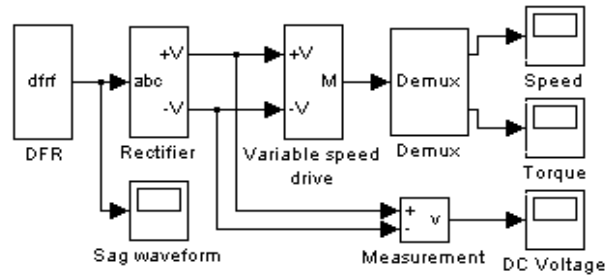 dfrf
DFR
abc
+V
-V
Rectifier
+V
-V
M
Variable speed
drive
Demux
Demux
Speed
Torque
Sag waveform
+
-
v
Measurement
DC Voltage